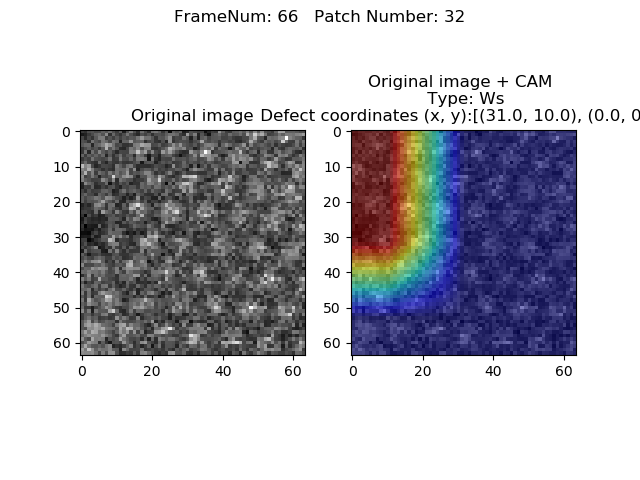 FrameNum: 66   Patch Number: 32
Original image + CAM
Type: Ws
Original image
Defect coordinates (x, y):[(31.0, 10.0), (0.0, 0
0
10
20
30
40
50
60
0 20 40 60
0
10
20
30
40
50
60
0 20 40 60